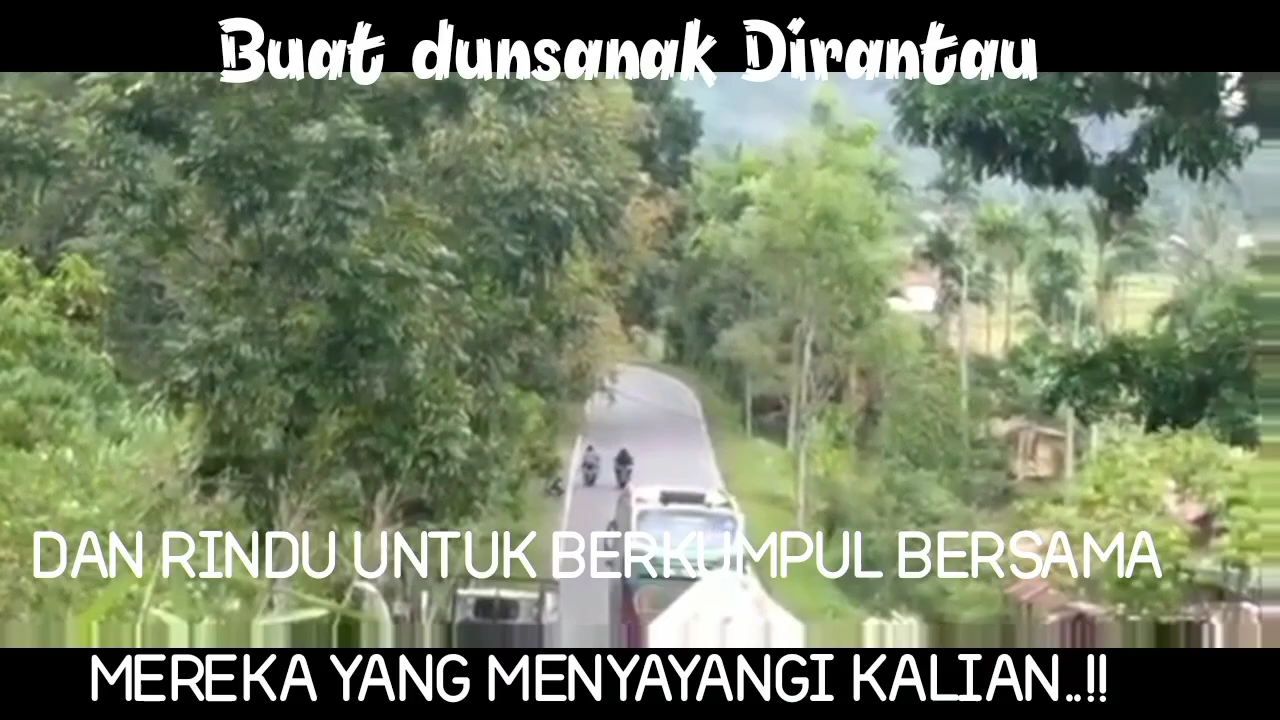 Buat dunsanak Dirantau
DAN RINDU UNTUK BERKUMPUL BERSAMA
MEREKA YANG MENYAYANGI KALIAN..!!